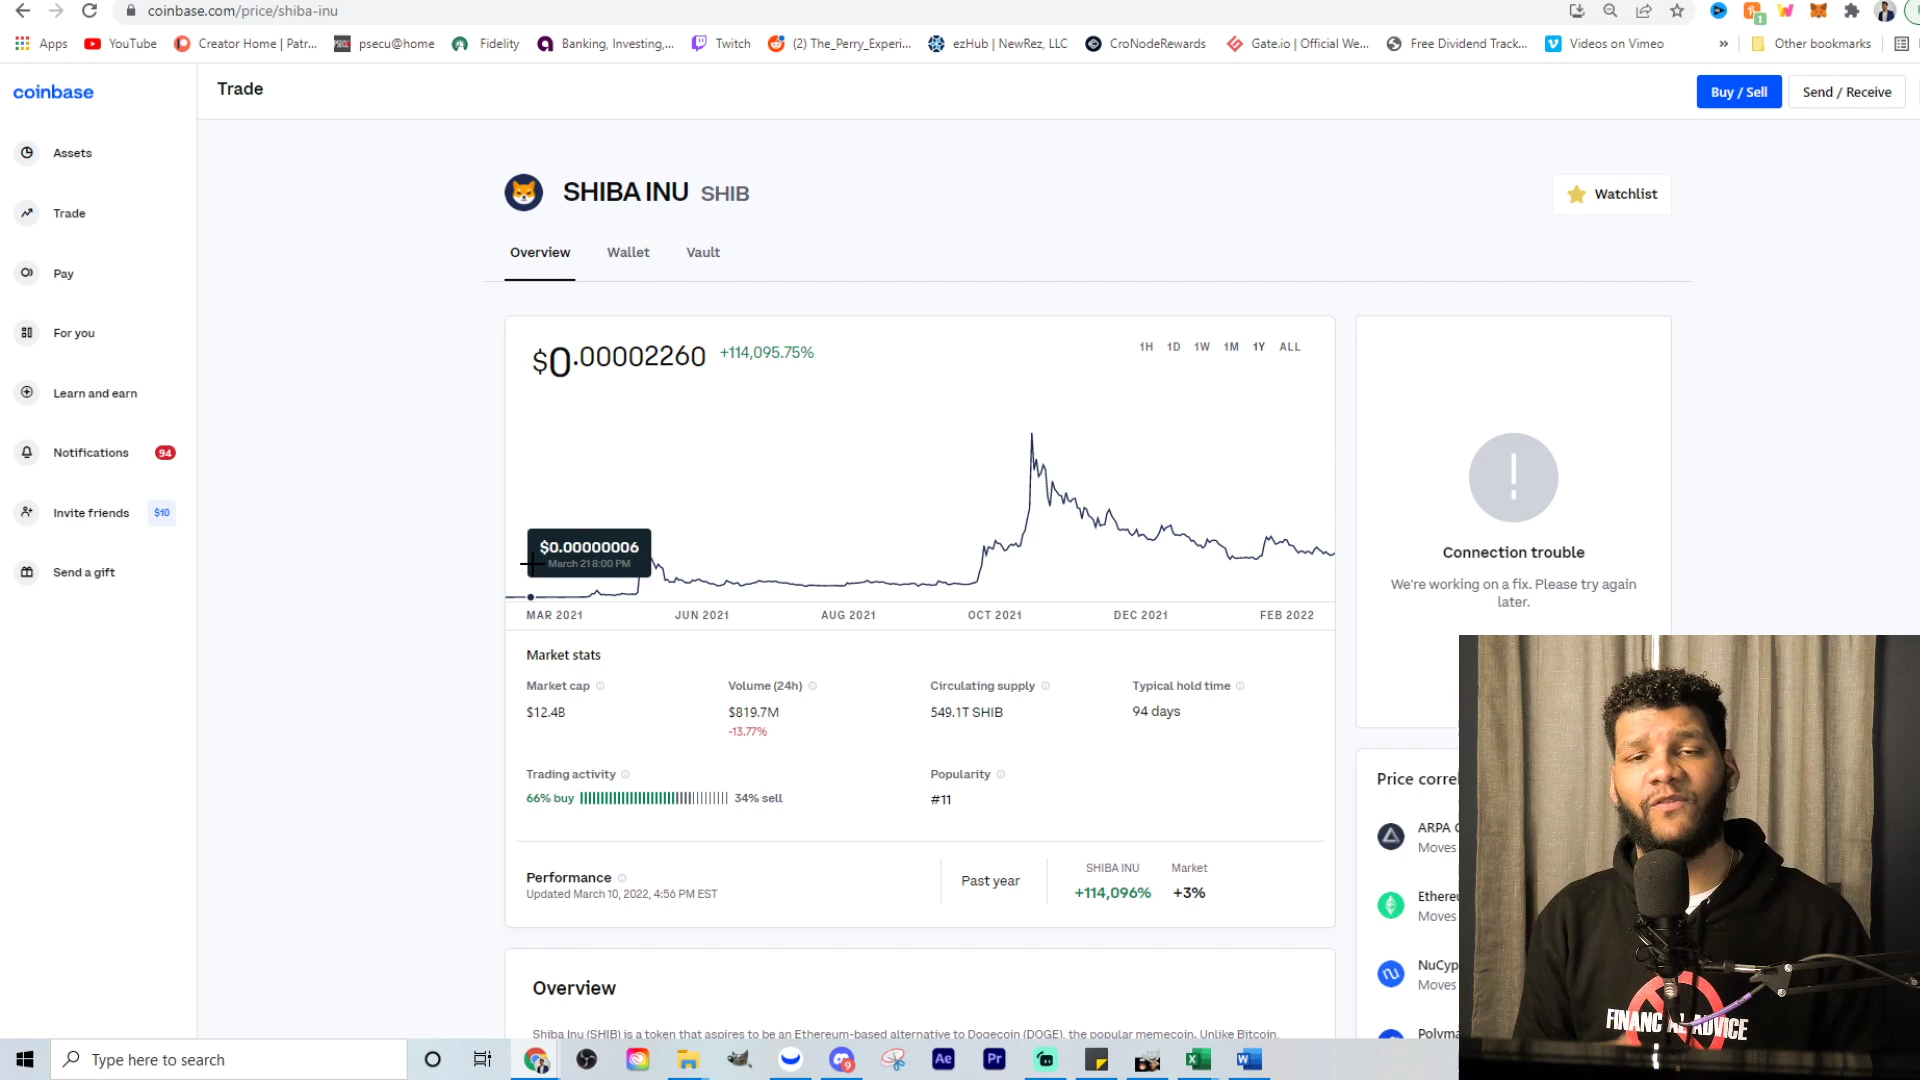 coinbase.com/price/shiba-inu
Apps YouTube Creator Home | Patr... psecu@home Fidelity Banking, Investing,... Twitch (2) The_Perry_Experi... ezHub | NewRez, LLC CroNodeRewards Gate.io | Official We... Free Dividend Track... Videos on Vimeo » Other bookmarks
coinbase
Trade
Buy / Sell
Send / Receive
Assets
Trade
Pay
For you
Learn and earn
Notifications 94
Invite friends $10
Send a gift
SHIBA INU SHIB
Watchlist
Overview Wallet Vault
$0.00002260 +114,095.75%
1H 1D 1W 1M 1Y ALL
$0.00000006
March 21 8:00 PM
MAR 2021 JUN 2021 AUG 2021 OCT 2021 DEC 2021 FEB 2022
Connection trouble
We're working on a fix. Please try again
later.
Market stats
Market cap Volume (24h) Circulating supply Typical hold time
$12.4B $819.7M 549.1T SHIB 94 days
-13.77%
Trading activity Popularity
66% buy 34% sell #11
Performance
Updated March 10, 2022, 4:56 PM EST
Past year
SHIBA INU Market
+114,096% +3%
Price correl
ARPA C
Moves
Ethere
Moves
NuCyp
Moves
Polyma
Overview
Shiba Inu (SHIB) is a token that aspires to be an Ethereum-based alternative to Dogecoin (DOGE), the popular memecoin. Unlike Bitcoin,
FINANCIAL ADVICE
Type here to search
Ae Pr
9
1